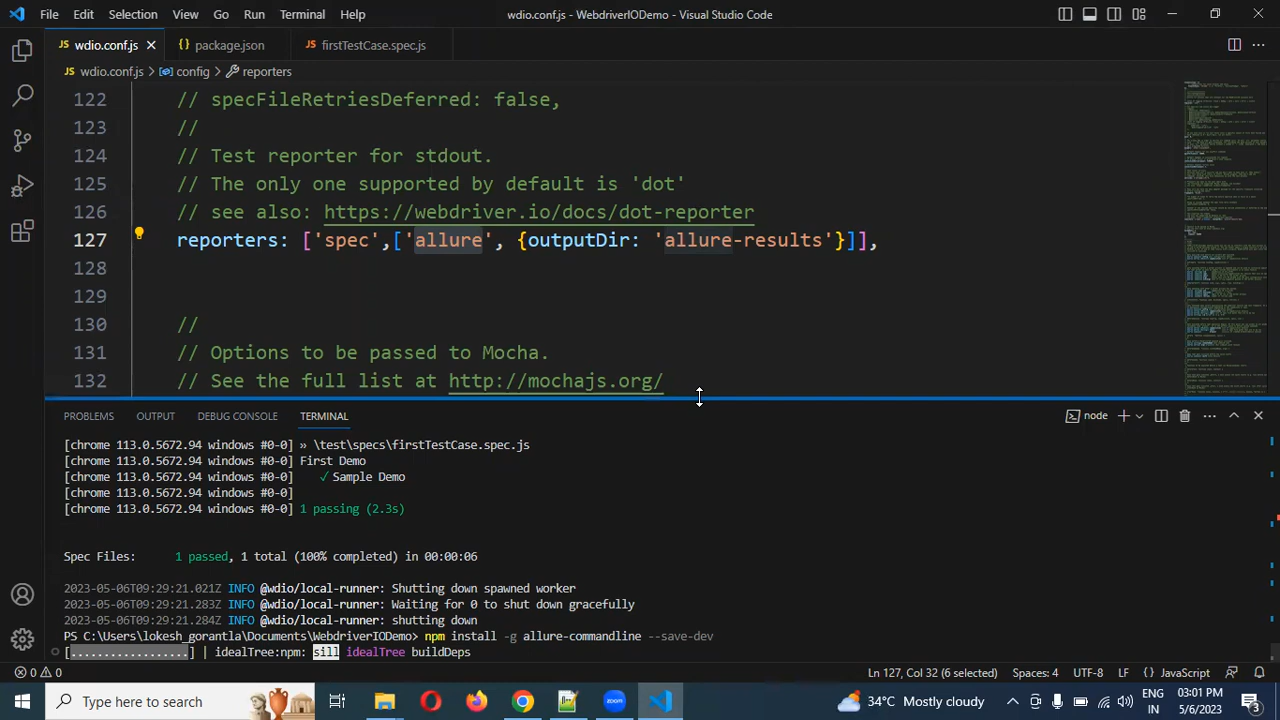 File Edit Selection View Go Run Terminal Help wdio.conf.js - WebdriverIODemo - Visual Studio Code
JS wdio.conf.js {} package.json JS firstTestCase.spec.js
JS wdio.conf.js > config > reporters
122 // specFileRetriesDeferred: false,
123 //
124 // Test reporter for stdout.
125 // The only one supported by default is 'dot'
126 // see also: https://webdriver.io/docs/dot-reporter
127 reporters: ['spec',['allure', {outputDir: 'allure-results'}]],
128
129
130 //
131 // Options to be passed to Mocha.
132 // See the full list at http://mochajs.org/
PROBLEMS OUTPUT DEBUG CONSOLE TERMINAL node
[chrome 113.0.5672.94 windows #0-0] » \test\specs\firstTestCase.spec.js
[chrome 113.0.5672.94 windows #0-0] First Demo
[chrome 113.0.5672.94 windows #0-0] ✓ Sample Demo
[chrome 113.0.5672.94 windows #0-0]
[chrome 113.0.5672.94 windows #0-0] 1 passing (2.3s)
Spec Files: 1 passed, 1 total (100% completed) in 00:00:06
2023-05-06T09:29:21.021Z INFO @wdio/local-runner: Shutting down spawned worker
2023-05-06T09:29:21.283Z INFO @wdio/local-runner: Waiting for 0 to shut down gracefully
2023-05-06T09:29:21.284Z INFO @wdio/local-runner: shutting down
PS C:\Users\lokesh_gorantla\Documents\WebdriverIODemo> npm install -g allure-commandline --save-dev
[..................] | idealTree:npm: sill idealTree buildDeps
0 0 Ln 127, Col 32 (6 selected) Spaces: 4 UTF-8 LF {} JavaScript
Type here to search zoom 34°C Mostly cloudy ENG 03:01 PM
IN 5/6/2023 3